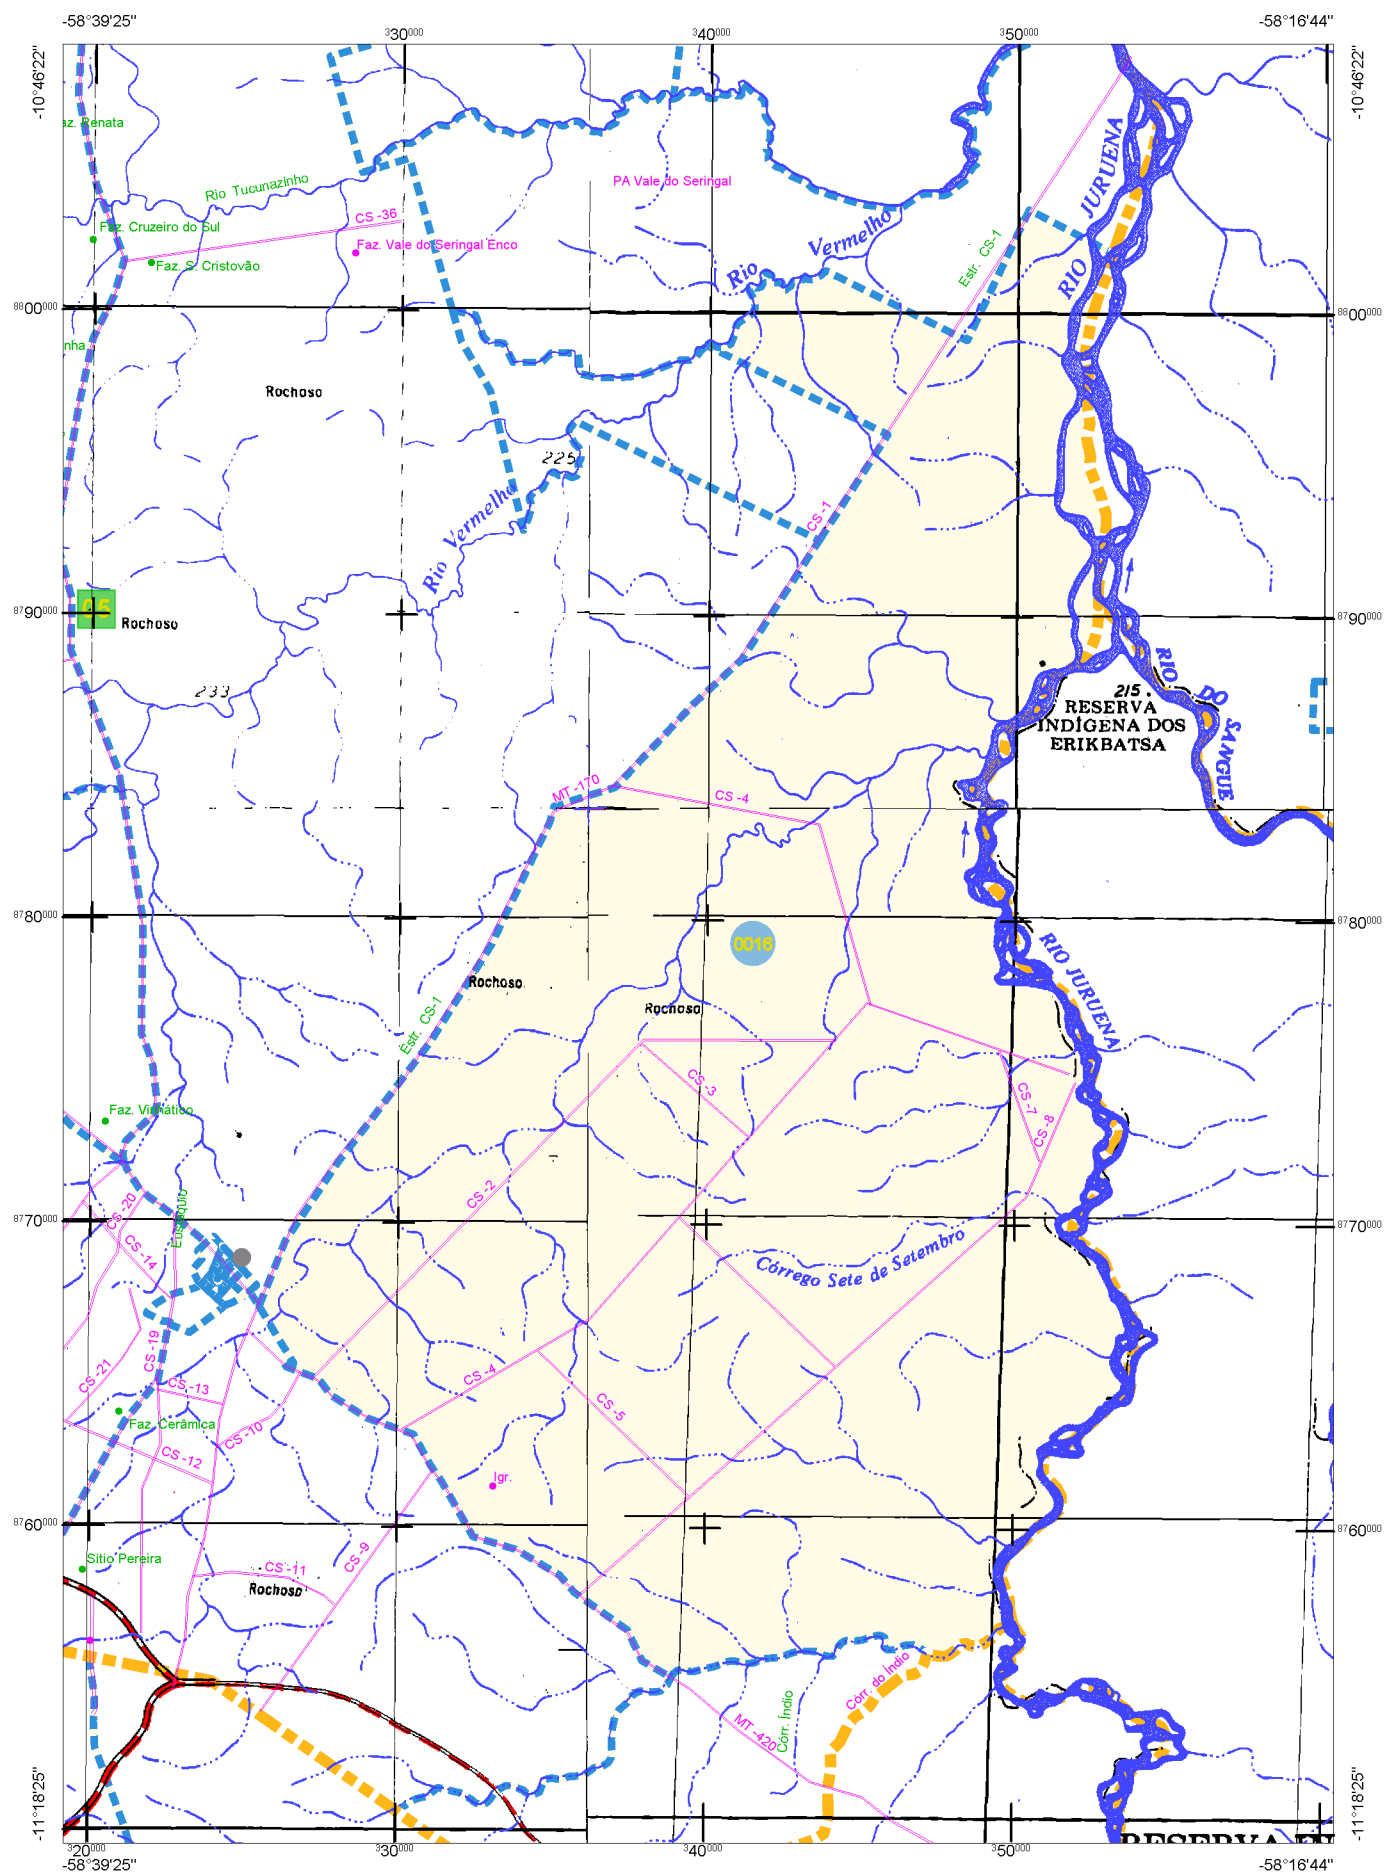 -58°39'25"
-58°16'44"
330000
340000
350000
-10°46'22"
-10°46'22"
az. Renata
JURUENA
RIO
PA Vale do Seringal
Rio Tucunazinho
CS -36
Faz. Cruzeiro do Sul
Faz. Vale do Seringal Enco
Rio Vermelho
Estr. CS-1
Faz. S. Cristovão
8800000
8800000
nha
Rochoso
225
Rio Vermelho
CS -1
8790000
05
Rochoso
8790000
233
RIO DO SANGUE
215
RESERVA
INDÍGENA DOS
ERIKBATSA
MT -170
CS -4
8780000
8780000
0016
RIO JURUENA
Rochoso
Rochoso
Estr. CS-1
CS -3
CS -7
CS -8
Faz. Vinhático
CS -20
CS -2
Eustáquio
8770000
8770000
CS -14
Córrego Sete de Setembro
CS -19
CS -21
CS -13
CS -4
CS -5
Faz. Cerâmica
CS -10
CS -12
Igr.
8760000
8760000
Sítio Pereira
CS -9
CS -11
Rochoso
Córr. do Índio
Córr. Índio
MT -420
-11°18'25"
-11°18'25"
320000
330000
340000
350000
-58°39'25"
-58°16'44"